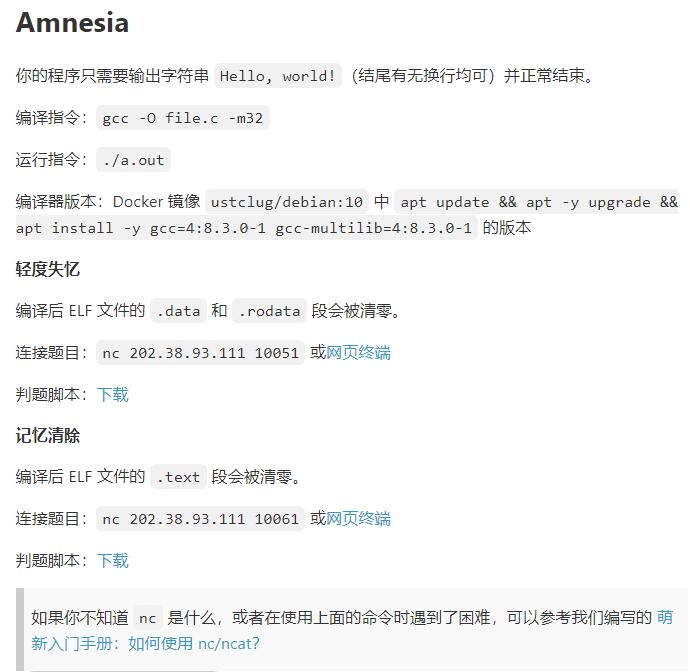 Amnesia
你的程序只需要输出字符串 Hello, world! （结尾有无换行均可）并正常结束。
编译指令： gcc -O file.c -m32
运行指令： ./a.out
编译器版本：Docker 镜像 ustclug/debian:10 中 apt update && apt -y upgrade &&
apt install -y gcc=4:8.3.0-1 gcc-multilib=4:8.3.0-1 的版本
轻度失忆
编译后 ELF 文件的 .data 和 .rodata 段会被清零。
连接题目： nc 202.38.93.111 10051 或网页终端
判题脚本：下载
记忆清除
编译后 ELF 文件的 .text 段会被清零。
连接题目： nc 202.38.93.111 10061 或网页终端
判题脚本：下载
如果你不知道 nc 是什么，或者在使用上面的命令时遇到了困难，可以参考我们编写的 萌
新入门手册：如何使用 nc/ncat？